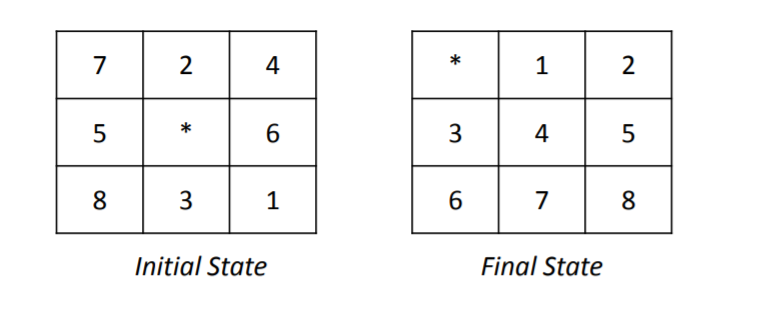 7 2 4 * 1 2
5 * 6 3 4 5
8 3 1 6 7 8
Initial State Final State